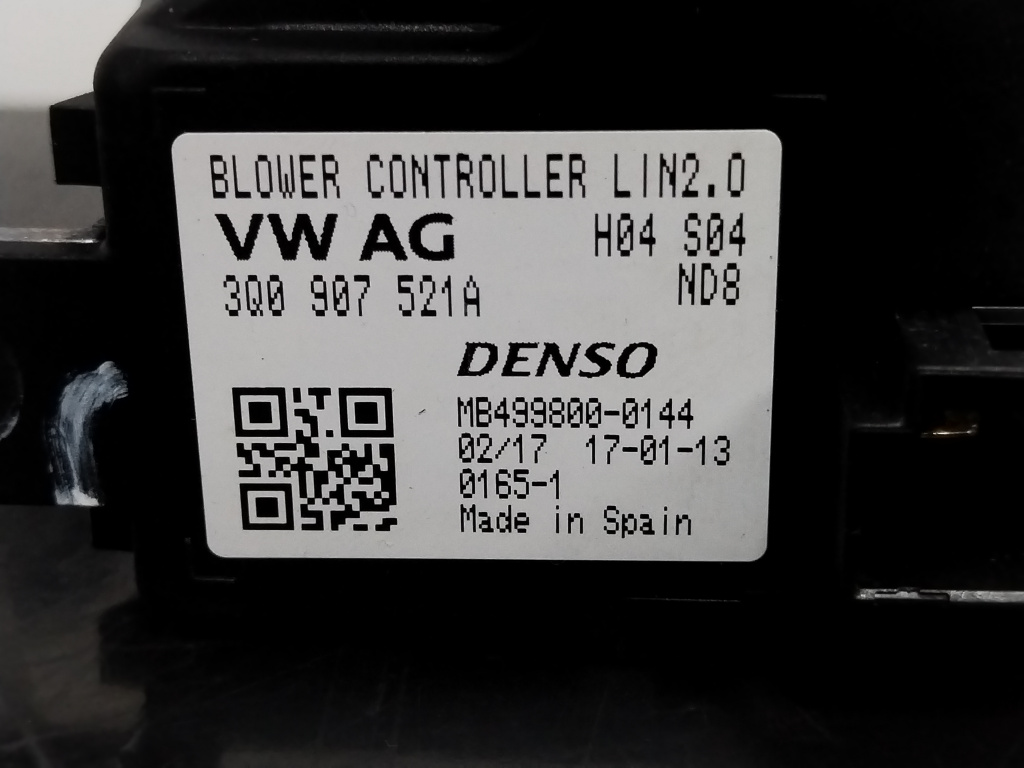 BLOWER CONTROLLER LIN2.0
VW AG H04 S04
3Q0 907 521A ND8
DENSO
MB499800-0144
02/17 17-01-13
0165-1
Made in Spain